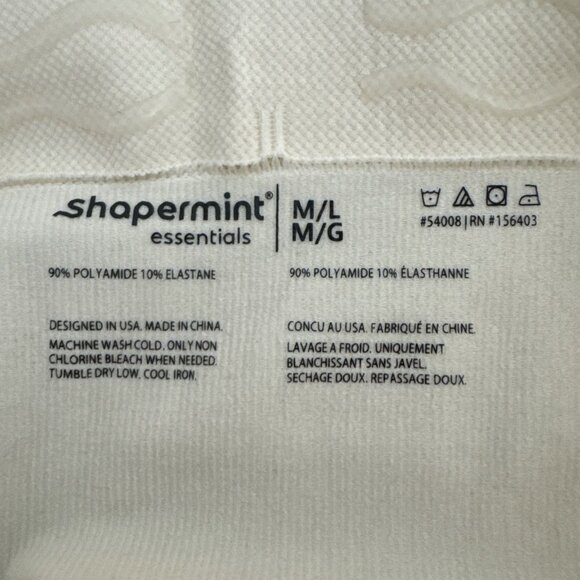 shapermint®
essentials
M/L
M/G
#54008 | RN #156403
90% POLYAMIDE 10% ELASTANE
90% POLYAMIDE 10% ÉLASTHANNE
DESIGNED IN USA. MADE IN CHINA.
MACHINE WASH COLD. ONLY NON
CHLORINE BLEACH WHEN NEEDED.
TUMBLE DRY LOW. COOL IRON.
CONCU AU USA. FABRIQUÉ EN CHINE.
LAVAGE A FROID. UNIQUEMENT
BLANCHISSANT SANS JAVEL.
SECHAGE DOUX. REPASSAGE DOUX.